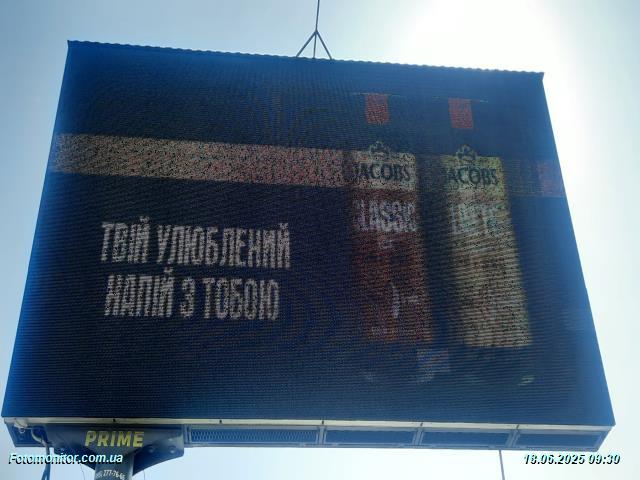 JACOBS
JACOBS
CLASSIC
ТВІЙ УЛЮБЛЕНИЙ
НАПІЙ З ТОБОЮ
PRIME
Fotomonitor.com.ua
18.06.2025 09:30